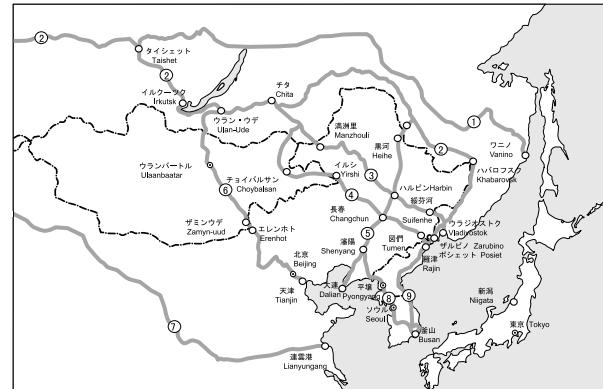 ②
タイシェット
Taishet
②
イルクーツク
Irkutsk
チタ
Chita
ウラン・ウデ
Ulan-Ude
満洲里
Manzhouli
黒河
Heihe
②
①
ワニノ
Vanino
ハバロフスク
Khabarovsk
ウランバートル
Ulaanbaatar
⑥
チョイバルサン
Choybalsan
イルシ
Yirshi
③
④
ハルビンHarbin
綏芬河
Suifenhe
長春
Changchun
ウラジオストク
Vladivostok
ザミンウデ
Zamyn-uud
エレンホト
Erenhot
⑤
瀋陽
Shenyang
図們
Tumen
ザルビノ Zarubino
ポシェット Posiet
羅津
Rajin
北京
Beijing
天津
Tianjin
大連
Dalian
平壌
Pyongyang
⑧
⑨
ソウル
Seoul
新潟
Niigata
東京 Tokyo
釜山
Busan
⑦
連雲港
Lianyungang